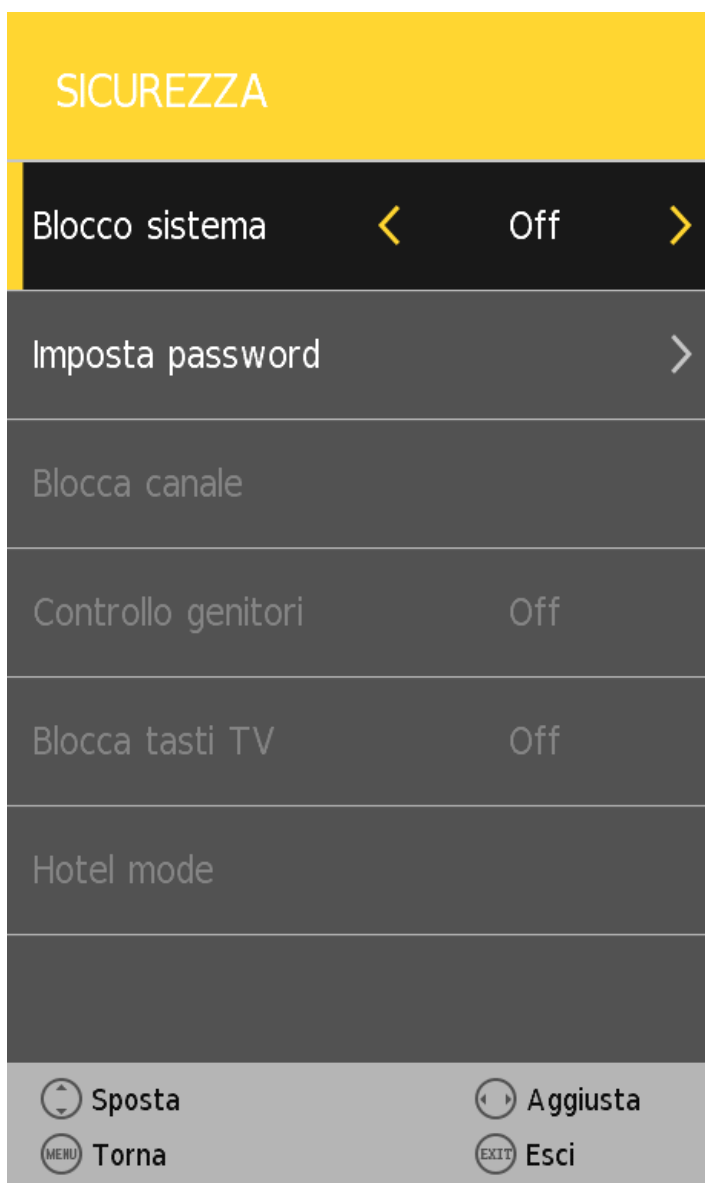 SICUREZZA
Blocco sistema Off
Imposta password
Blocca canale
Controllo genitori Off
Blocca tasti TV Off
Hotel mode
Sposta Aggiusta
MENU Torna EXIT Esci